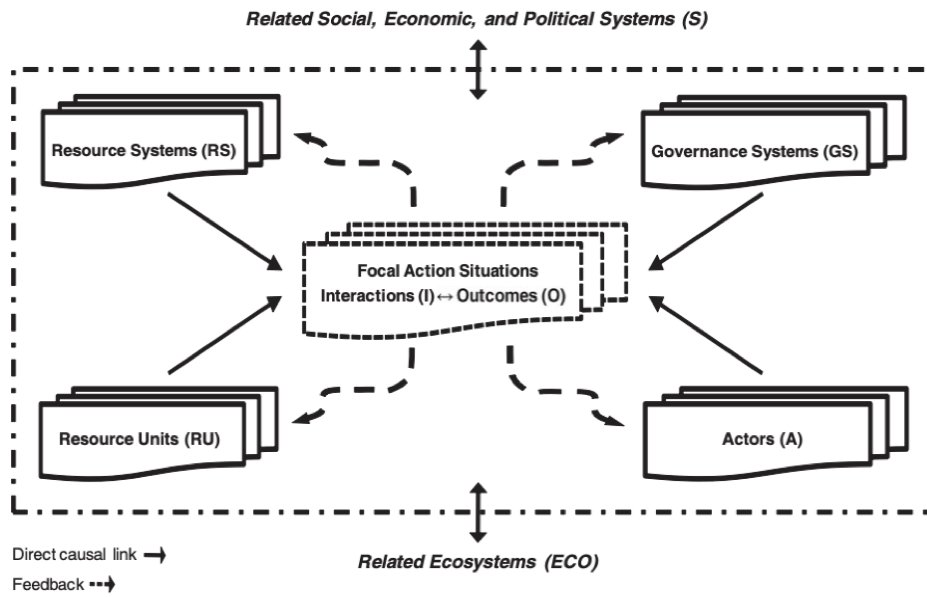 Related Social, Economic, and Political Systems (S)
Resource Systems (RS)
Governance Systems (GS)
Focal Action Situations
Interactions (I) ↔ Outcomes (O)
Resource Units (RU)
Actors (A)
Direct causal link
Related Ecosystems (ECO)
Feedback